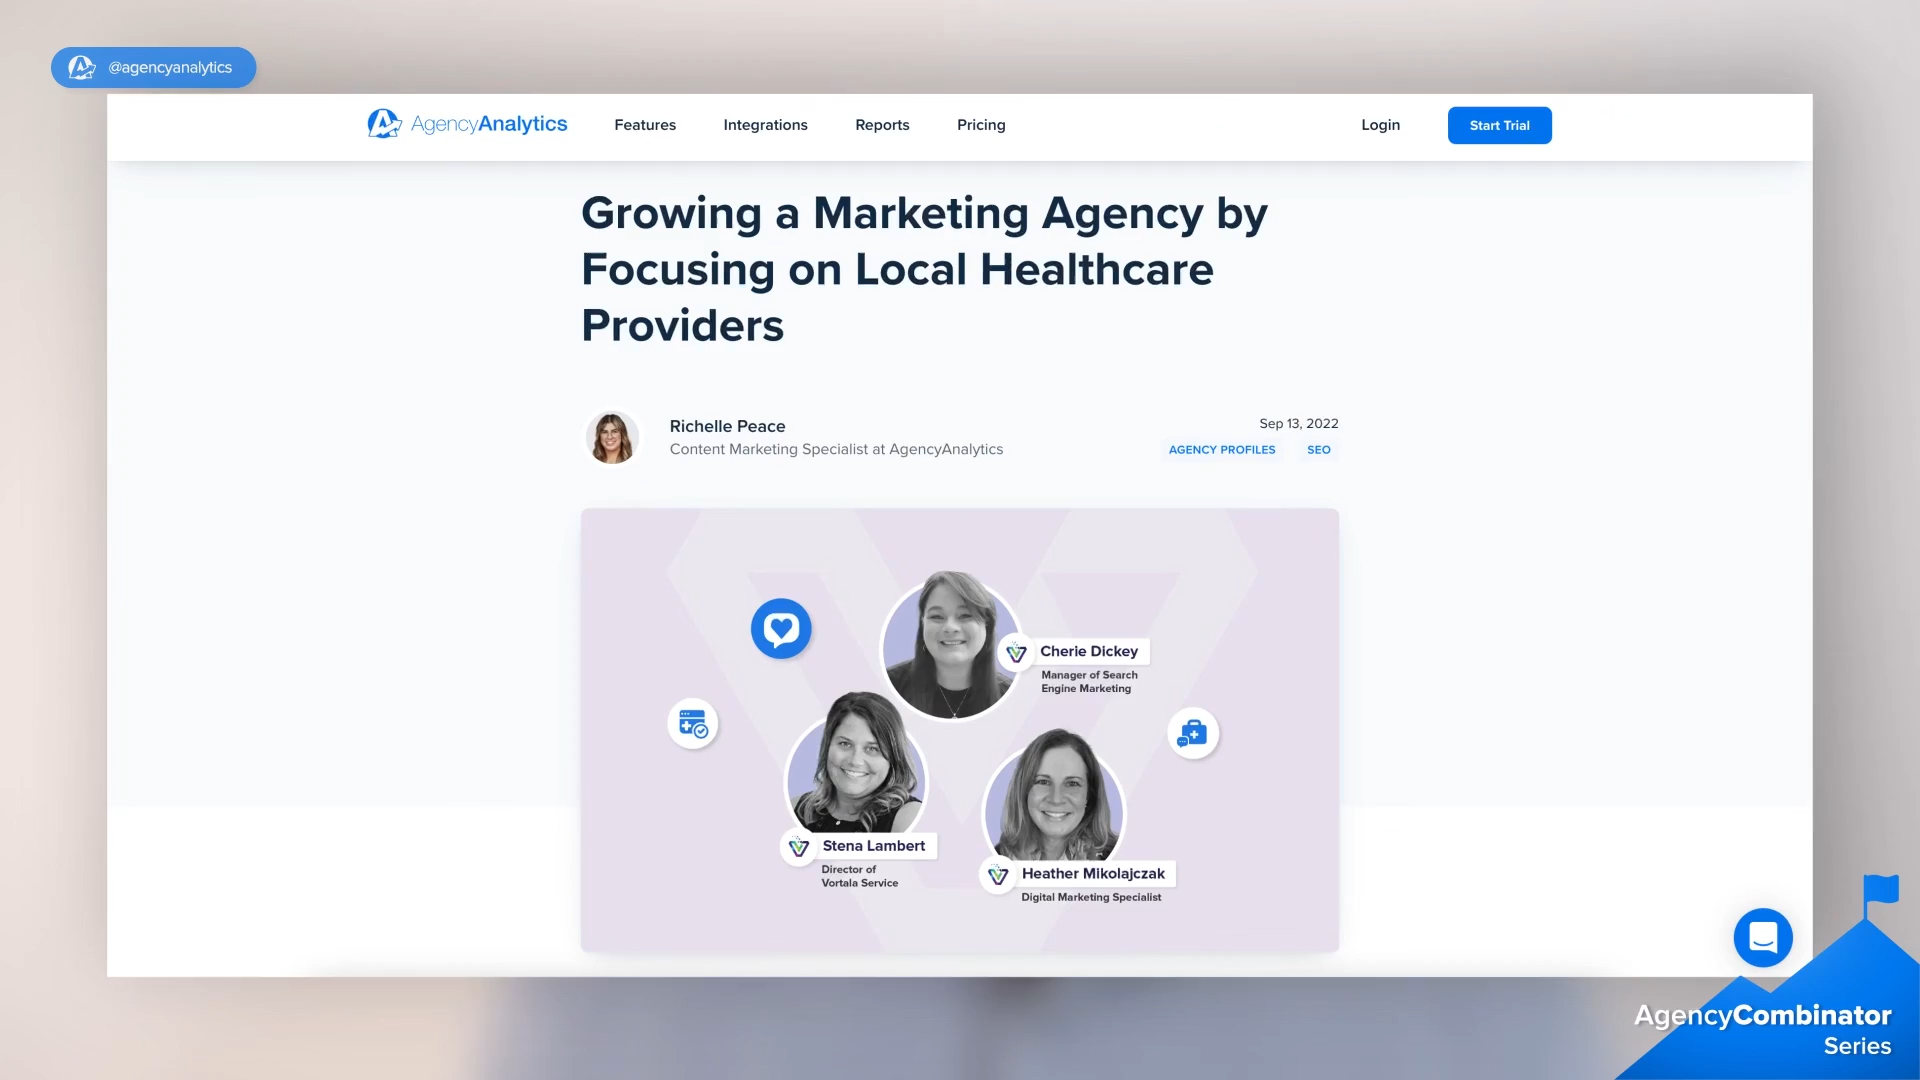 @agencyanalytics
AgencyAnalytics
Features
Integrations
Reports
Pricing
Login
Start Trial
Growing a Marketing Agency by
Focusing on Local Healthcare
Providers
Richelle Peace
Content Marketing Specialist at AgencyAnalytics
Sep 13, 2022
AGENCY PROFILES
SEO
Cherie Dickey
Manager of Search
Engine Marketing
Stena Lambert
Director of
Vortala Service
Heather Mikolajczak
Digital Marketing Specialist
AgencyCombinator
Series